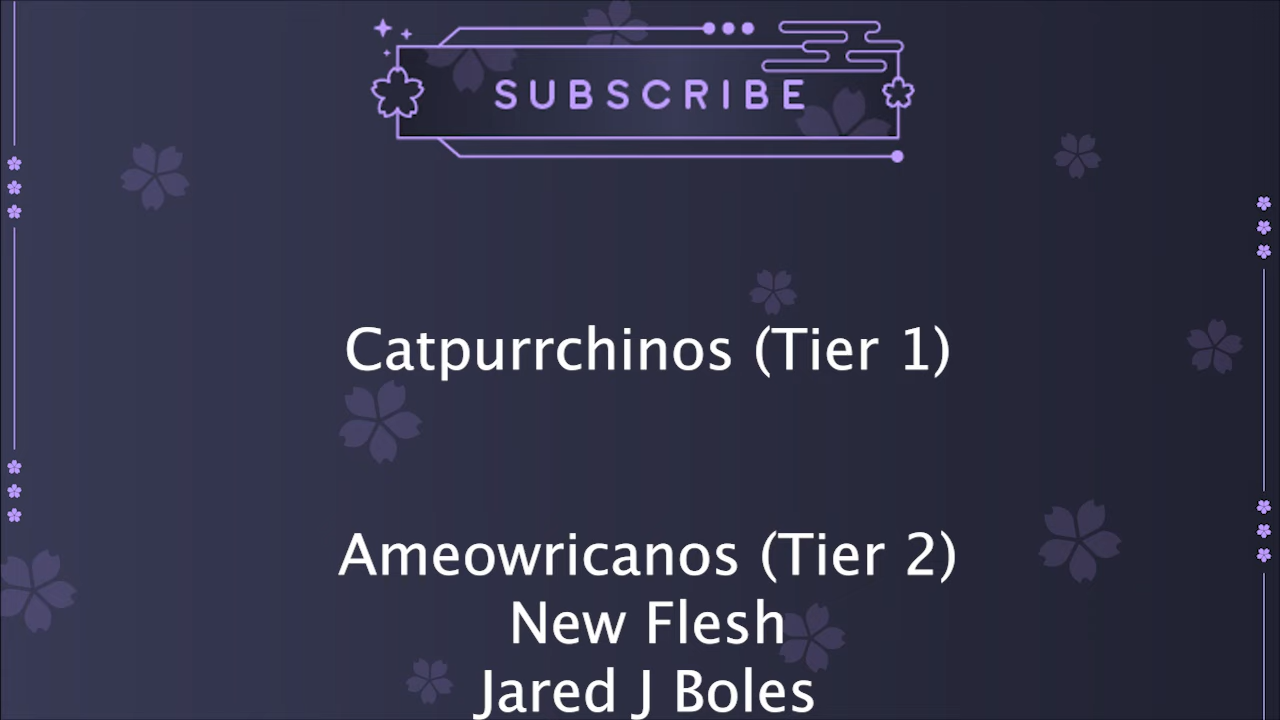 SUBSCRIBE
Catpurrchinos (Tier 1)
Ameowricanos (Tier 2)
New Flesh
Jared J Boles